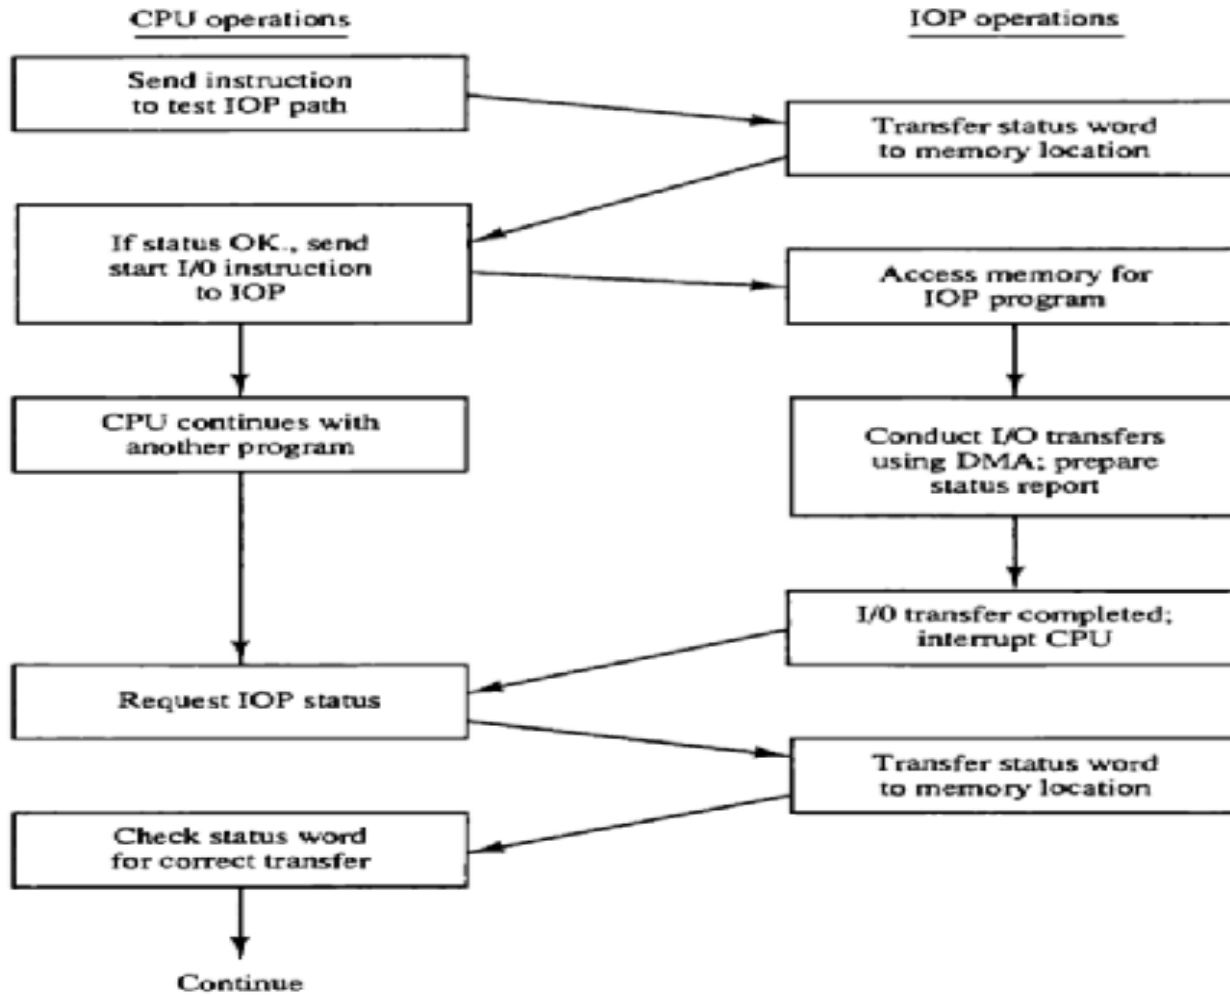 CPU operations
IOP operations
Send instruction
to test IOP path
Transfer status word
to memory location
If status OK., send
start I/0 instruction
to IOP
Access memory for
IOP program
CPU continues with
another program
Conduct I/O transfers
using DMA; prepare
status report
I/0 transfer completed;
interrupt CPU
Request IOP status
Transfer status word
to memory location
Check status word
for correct transfer
Continue